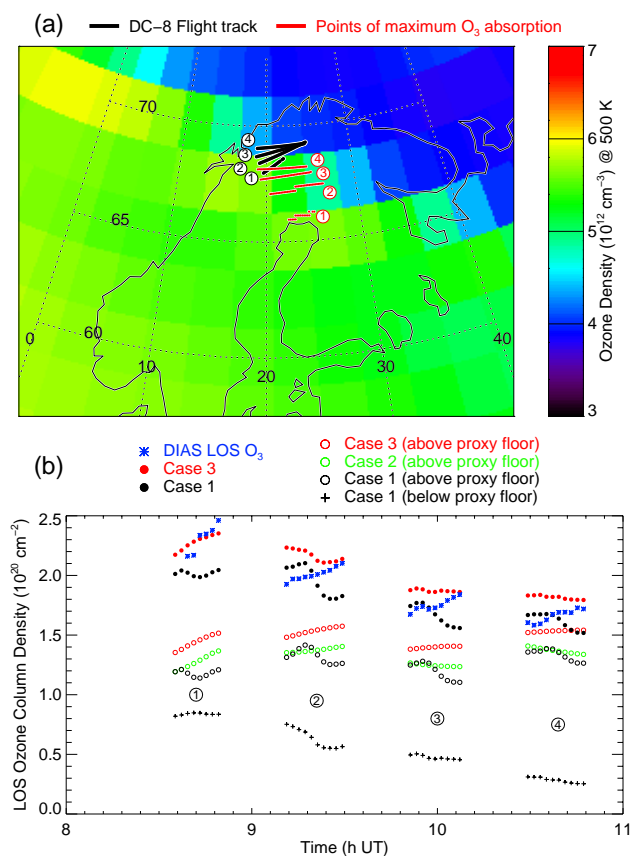 (a)
DC−8 Flight track
Points of maximum O3 absorption
70
65
60
0
10
20
30
40
4
3
2
1
4
3
2
1
7
6
5
4
3
Ozone Density (10^12 cm^−3) @ 500 K
(b)
DIAS LOS O3
Case 3
Case 1
Case 3 (above proxy floor)
Case 2 (above proxy floor)
Case 1 (above proxy floor)
Case 1 (below proxy floor)
2.5
2.0
1.5
1.0
0.5
0.0
LOS Ozone Column Density (10^20 cm^−2)
1
2
3
4
8
9
10
11
Time (h UT)